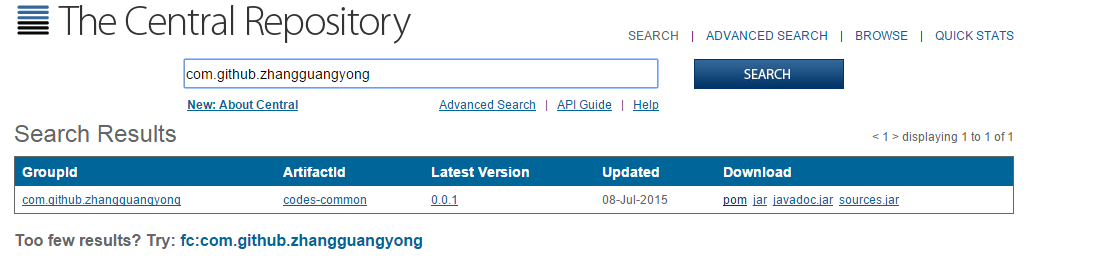 The Central Repository
SEARCH | ADVANCED SEARCH | BROWSE | QUICK STATS
com.github.zhangguangyong SEARCH
New: About Central Advanced Search | API Guide | Help
Search Results < 1 > displaying 1 to 1 of 1
GroupId ArtifactId Latest Version Updated Download
com.github.zhangguangyong codes-common 0.0.1 08-Jul-2015 pom jar javadoc.jar sources.jar
Too few results? Try: fc:com.github.zhangguangyong